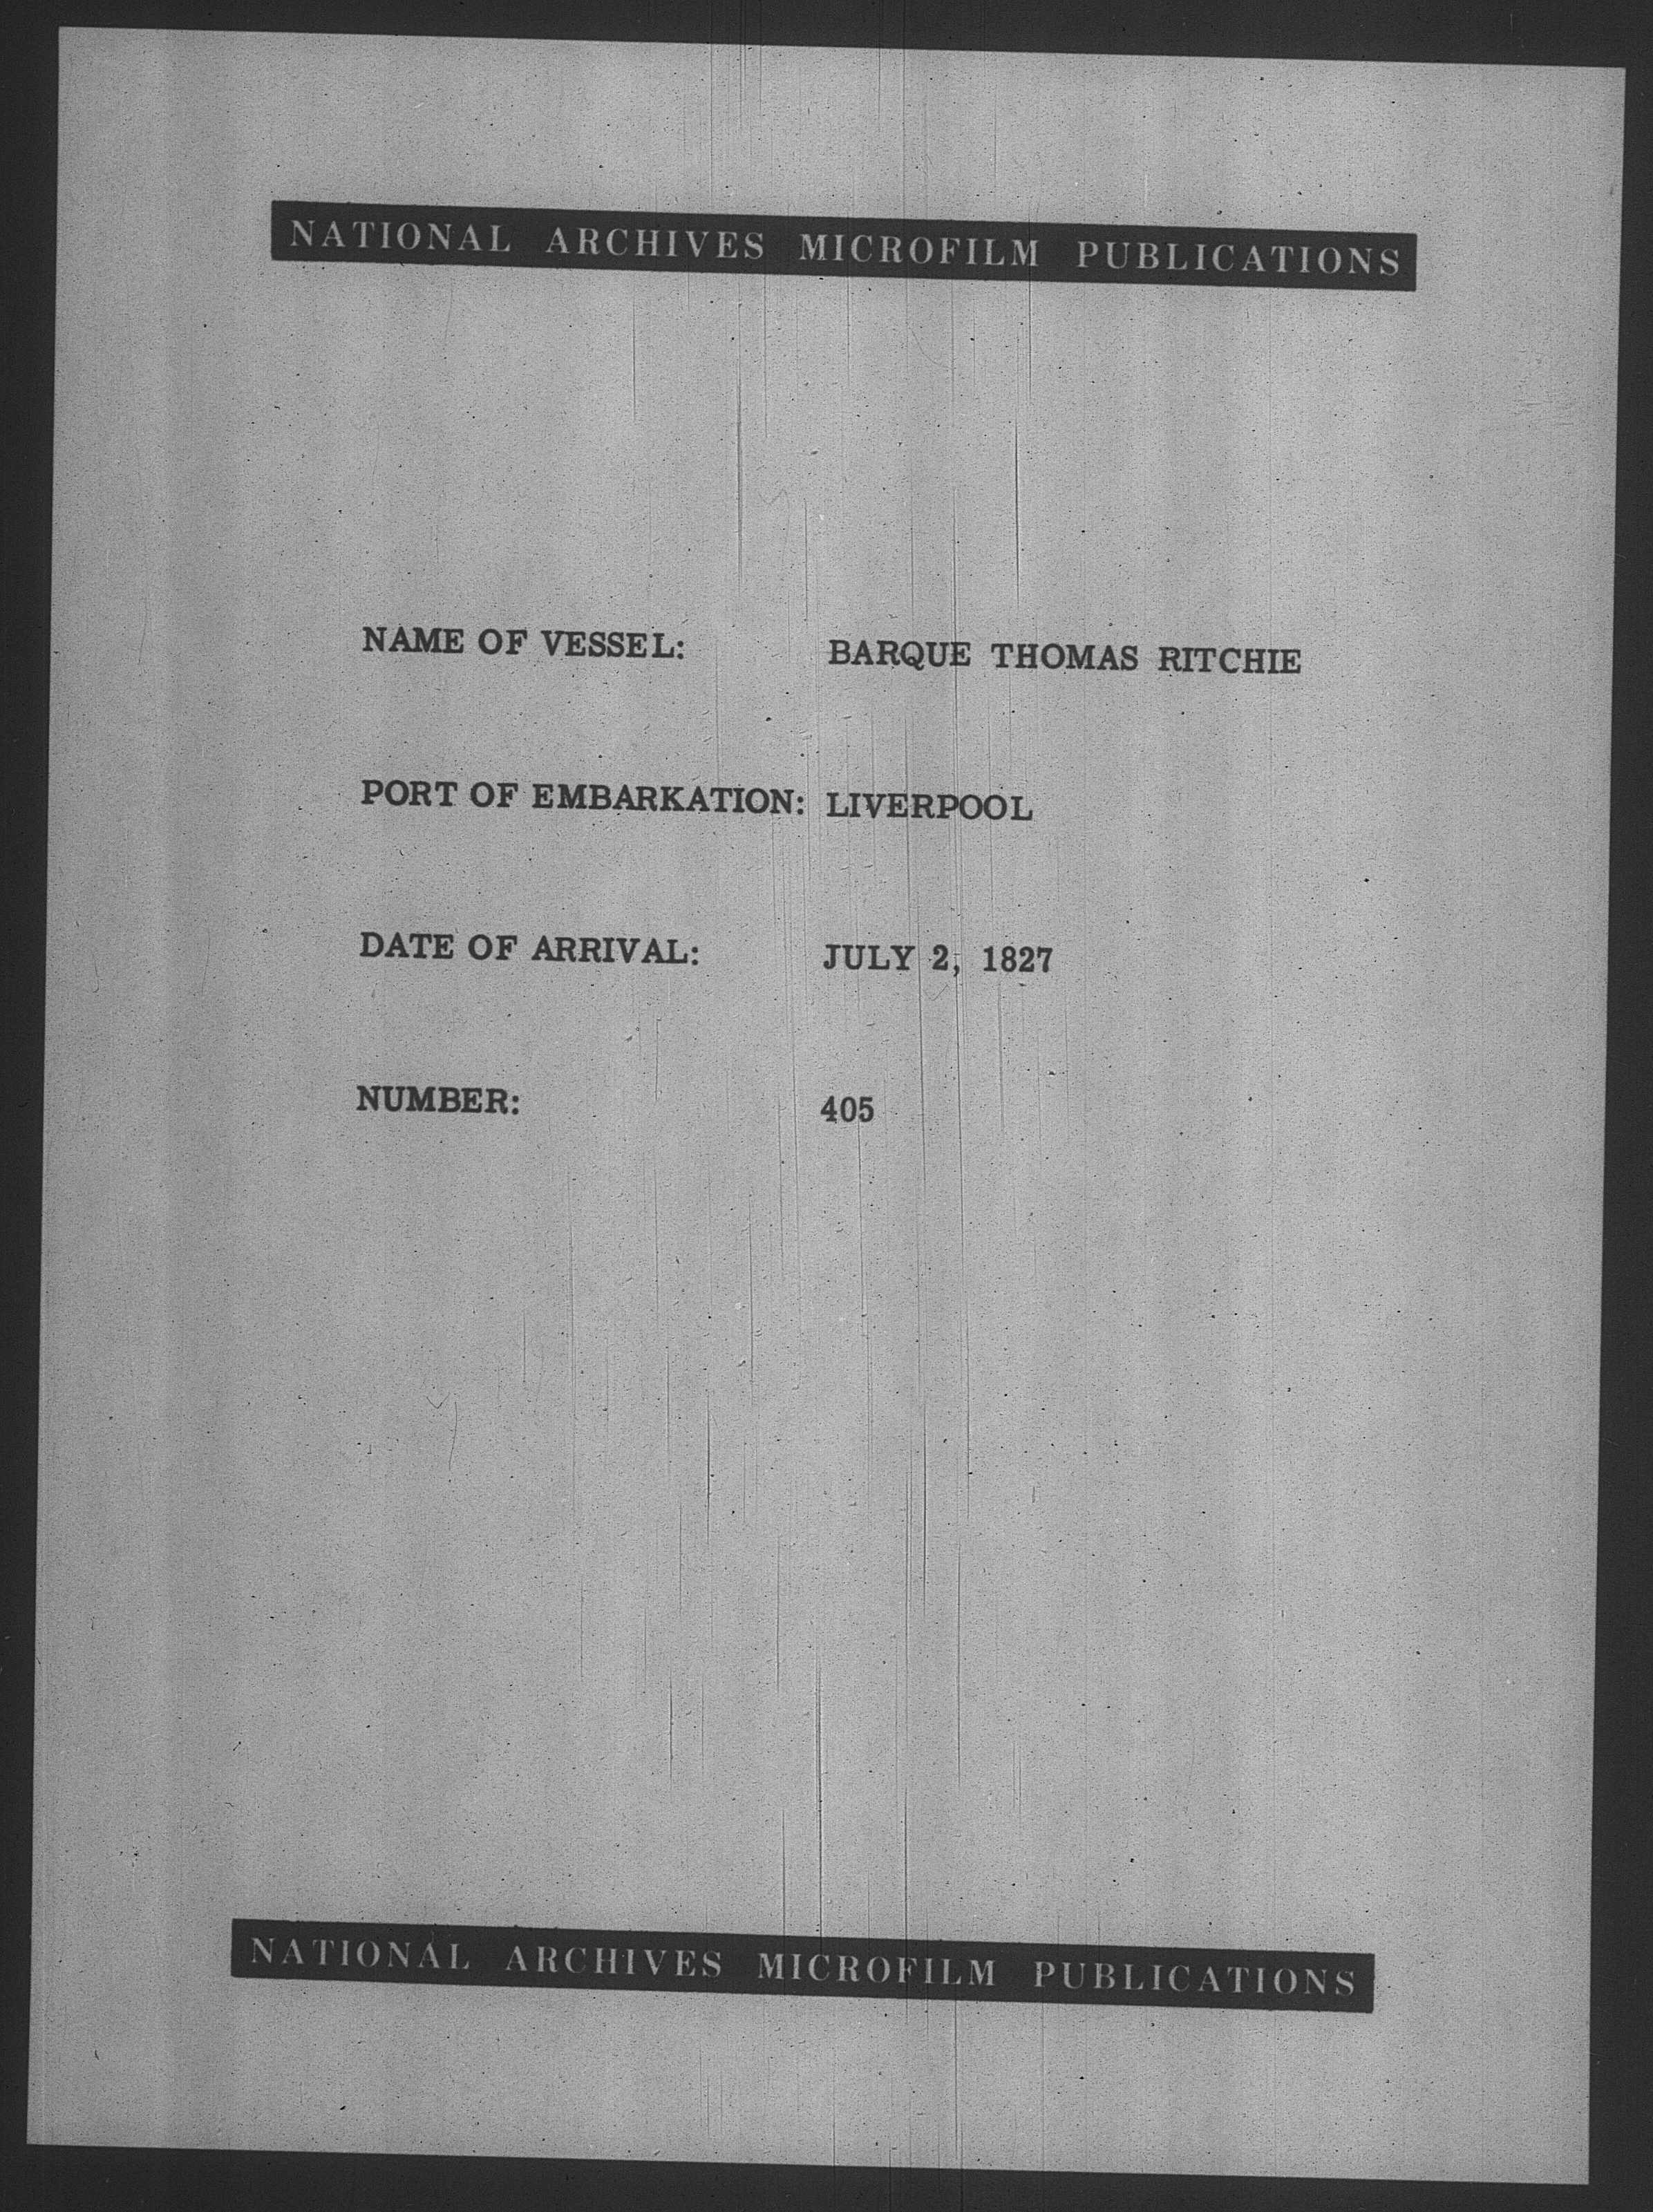 NATIONAL ARCHIVES MICROFILM PUBLICATIONS
NAME OF VESSEL: BARQUE THOMAS RITCHIE
PORT OF EMBARKATION: LIVERPOOL
DATE OF ARRIVAL: JULY 2, 1827
NUMBER: 405
NATIONAL ARCHIVES MICROFILM PUBLICATIONS